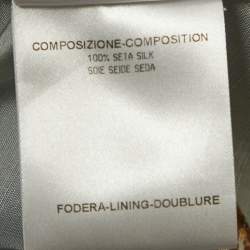 COMPOSIZIONE-COMPOSITION
100% SETA SILK
SOIE SEIDE SEDA
FODERA-LINING-DOUBLURE